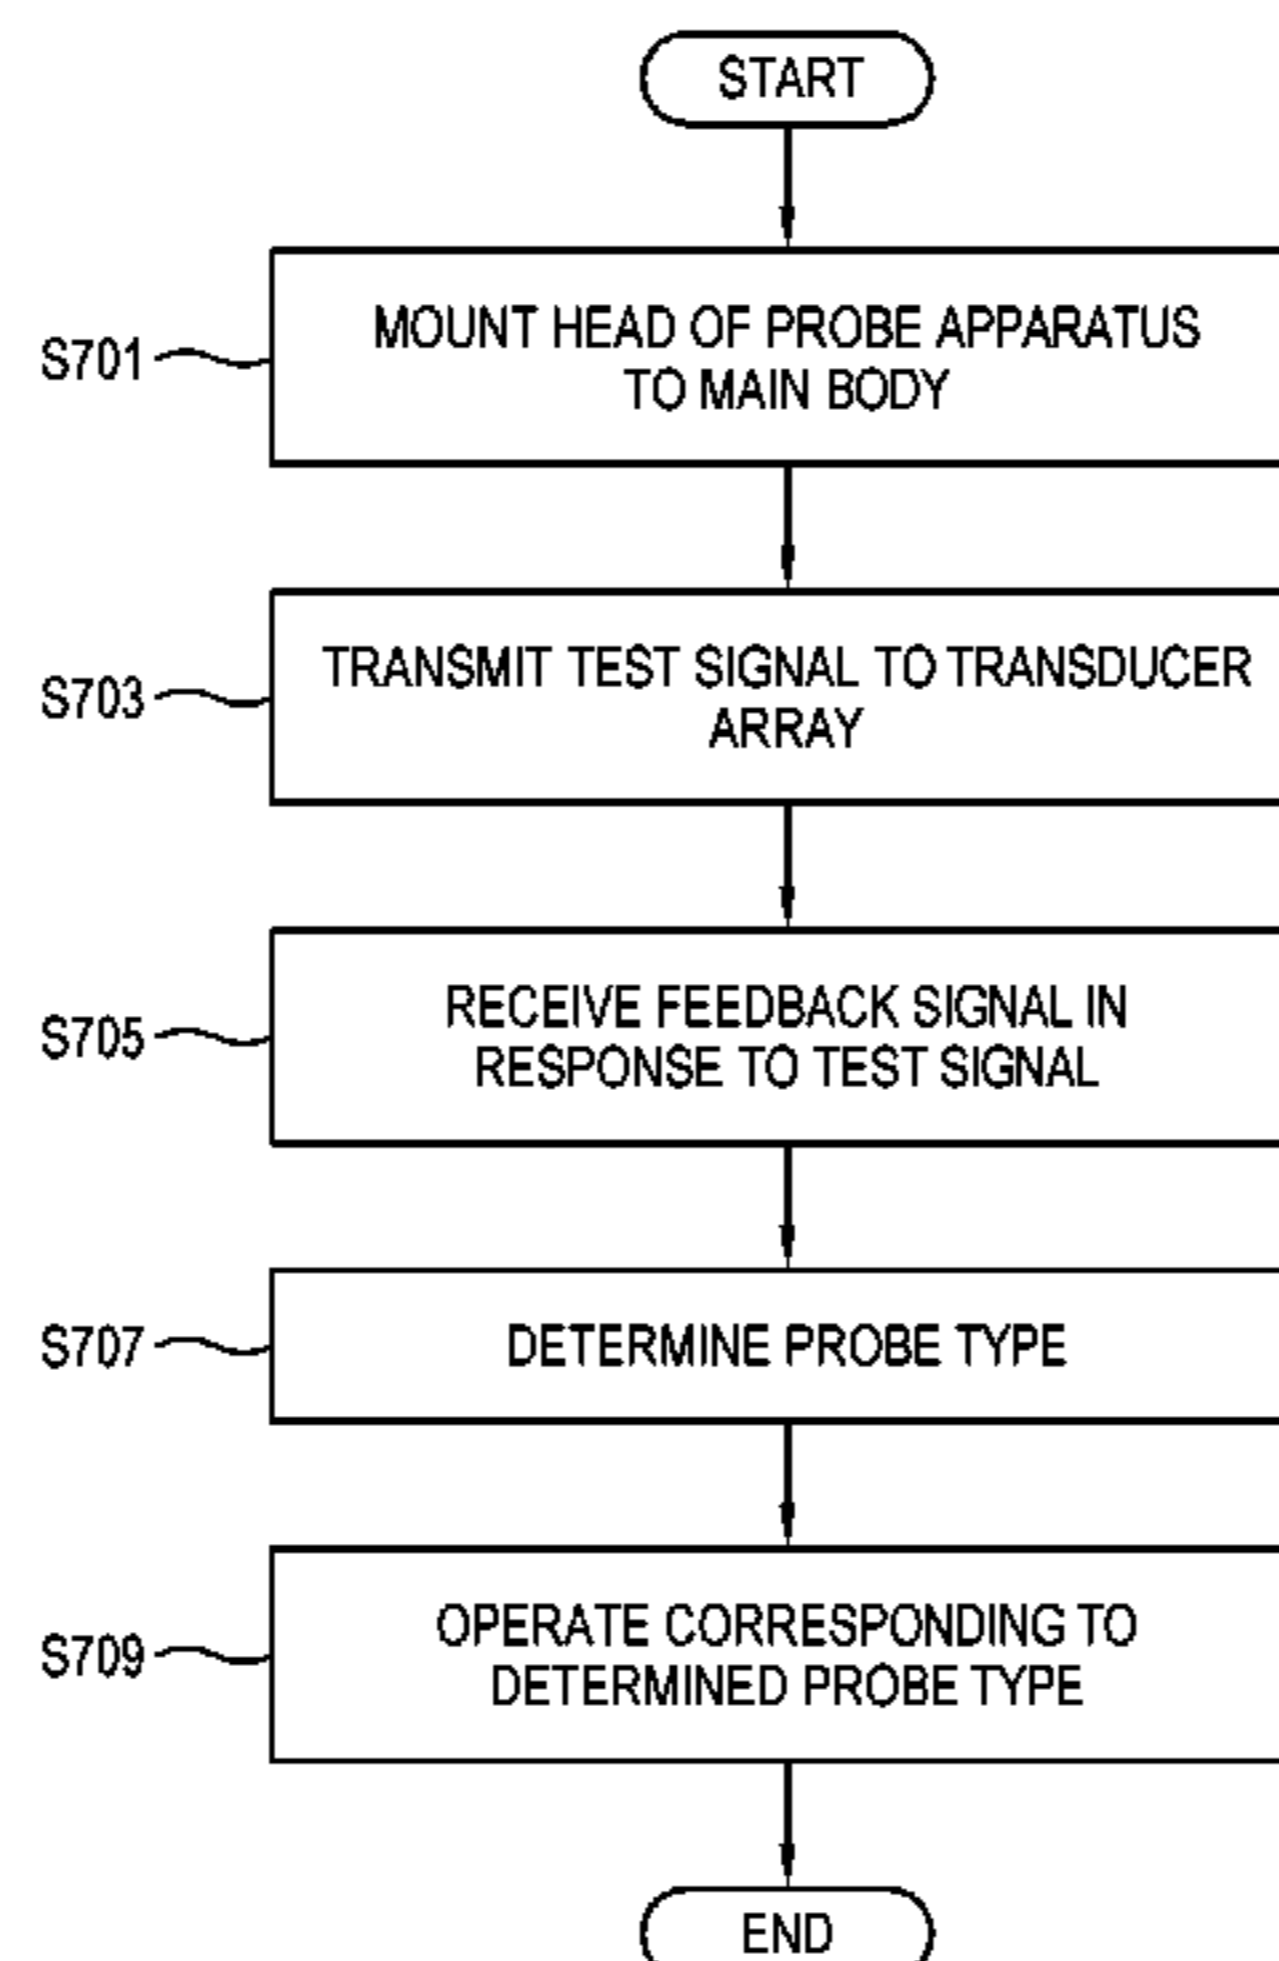 START
S701
MOUNT HEAD OF PROBE APPARATUS
TO MAIN BODY
S703
TRANSMIT TEST SIGNAL TO TRANSDUCER
ARRAY
S705
RECEIVE FEEDBACK SIGNAL IN
RESPONSE TO TEST SIGNAL
S707
DETERMINE PROBE TYPE
S709
OPERATE CORRESPONDING TO
DETERMINED PROBE TYPE
END